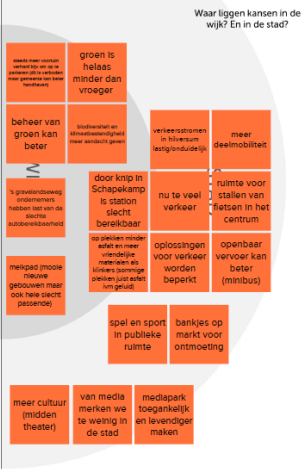 Waar liggen kansen in de
wijk? En in de stad?
steeds meer voortuin
verhard bijv om op te
parkeren (dit is verboden
maar gemeente kan beter
handhaven)
groen is
helaas
minder dan
vroeger
beheer van
groen kan
beter
biodiversiteit en
klimaatbestendigheid
meer aandacht geven
verkeersstromen
in hilversum
lastig/onduidelijk
meer
deelmobiliteit
's gravelandseweg
ondernemers
hebben last van de
slechte
autobereikbaarheid
door knip in
Schapekamp
is station
slecht
bereikbaar
nu te veel
verkeer
ruimte voor
stallen van
fietsen in het
centrum
melkpad (mooie
nieuwe
gebouwen maar
ook hele slecht
passende)
op plekken minder
asfalt en meer
vriendelijke
materialen als
klinkers (sommige
plekken juist asfalt
ivm geluid)
oplossingen
voor verkeer
worden
beperkt
openbaar
vervoer kan
beter
(minibus)
spel en sport
in publieke
ruimte
bankjes op
markt voor
ontmoeting
meer cultuur
(midden
theater)
van media
merken we
te weinig in
de stad
mediapark
toegankelijk
en levendiger
maken